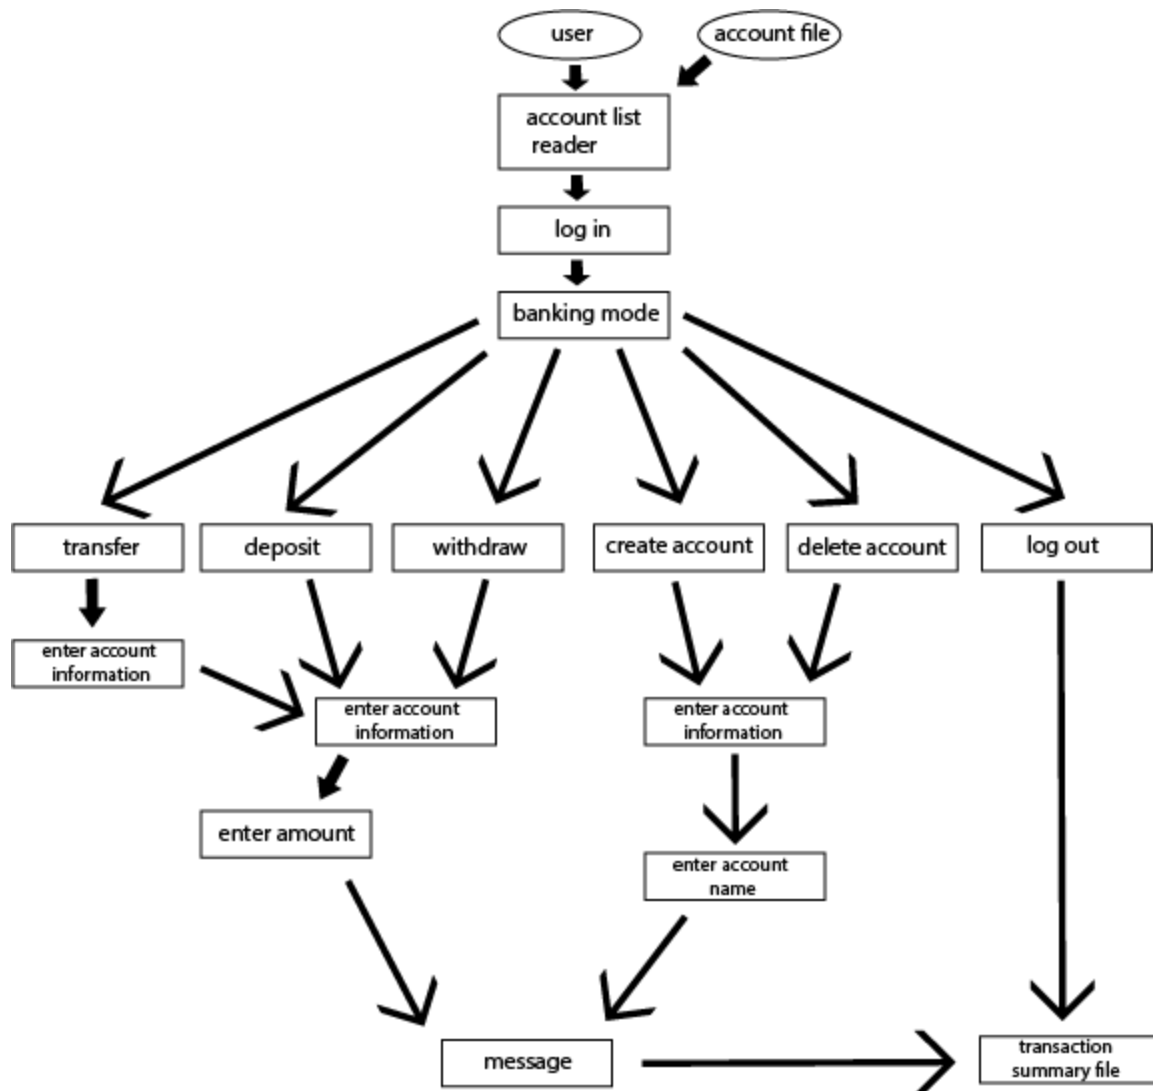 user
account file
account list
reader
log in
banking mode
transfer
deposit
withdraw
create account
delete account
log out
enter account
information
enter account
information
enter account
information
enter amount
enter account
name
message
transaction
summary file